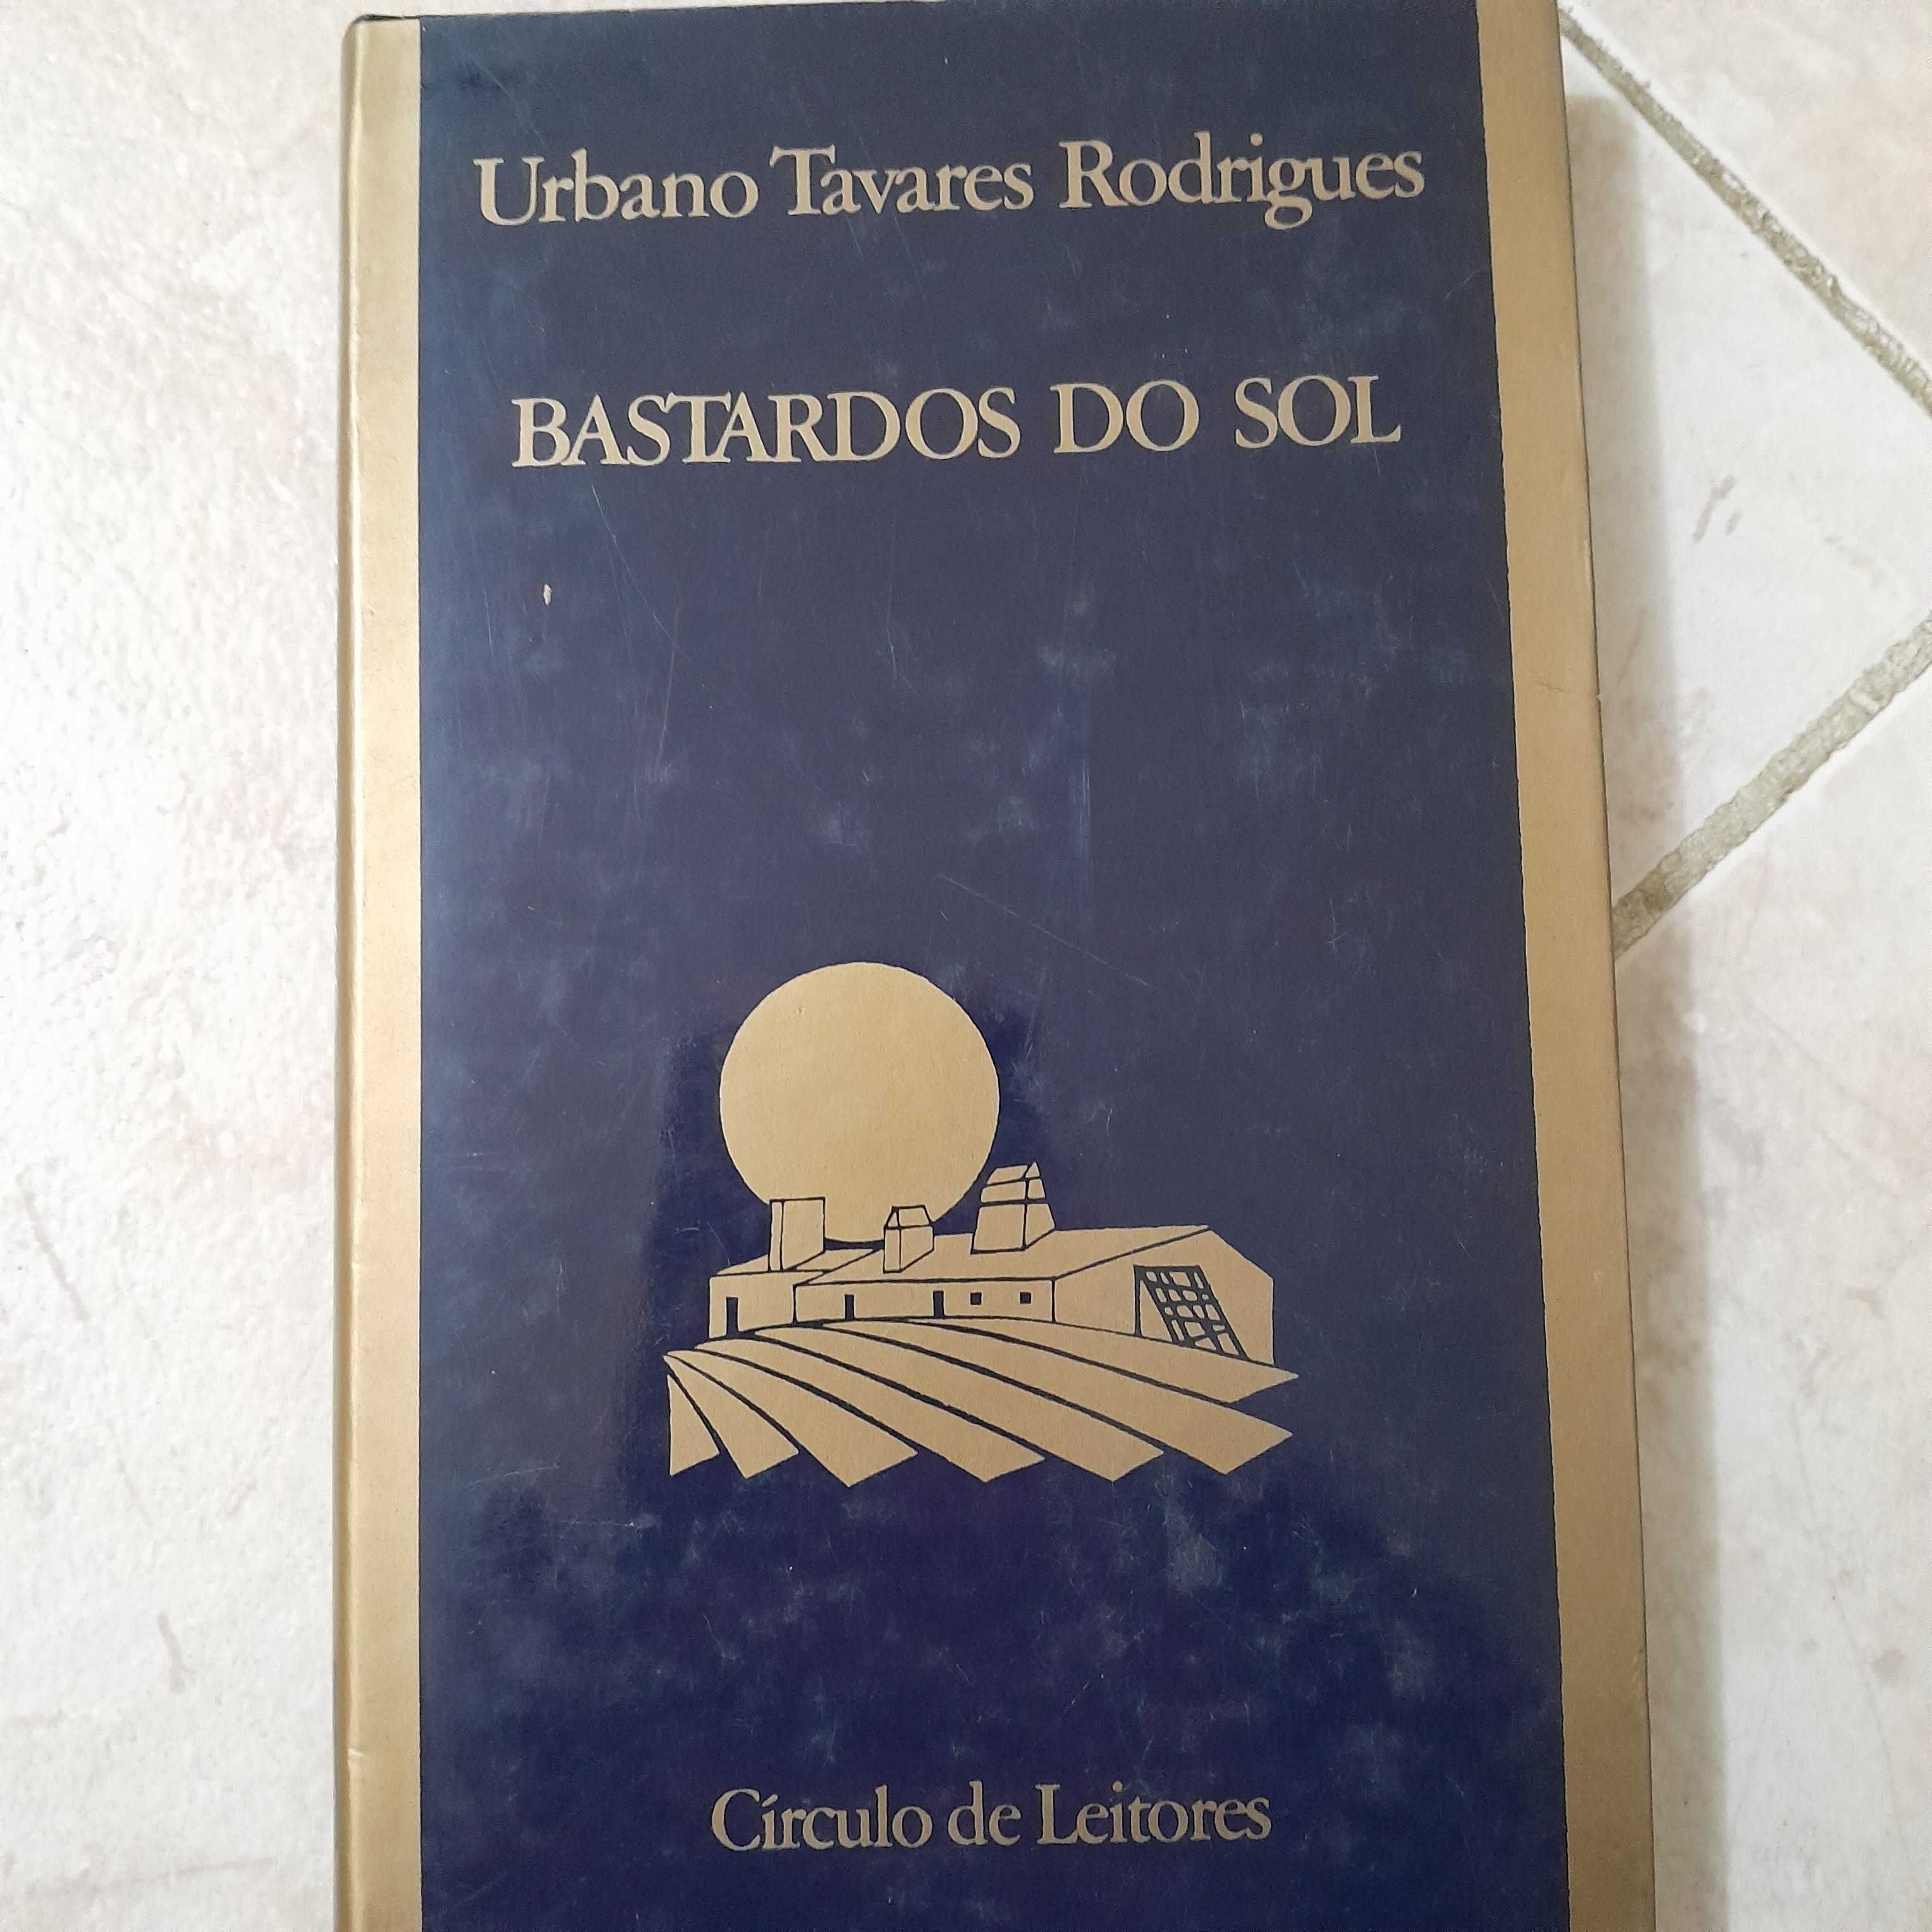 Urbano Tavares Rodrigues
BASTARDOS DO SOL
Círculo de Leitores